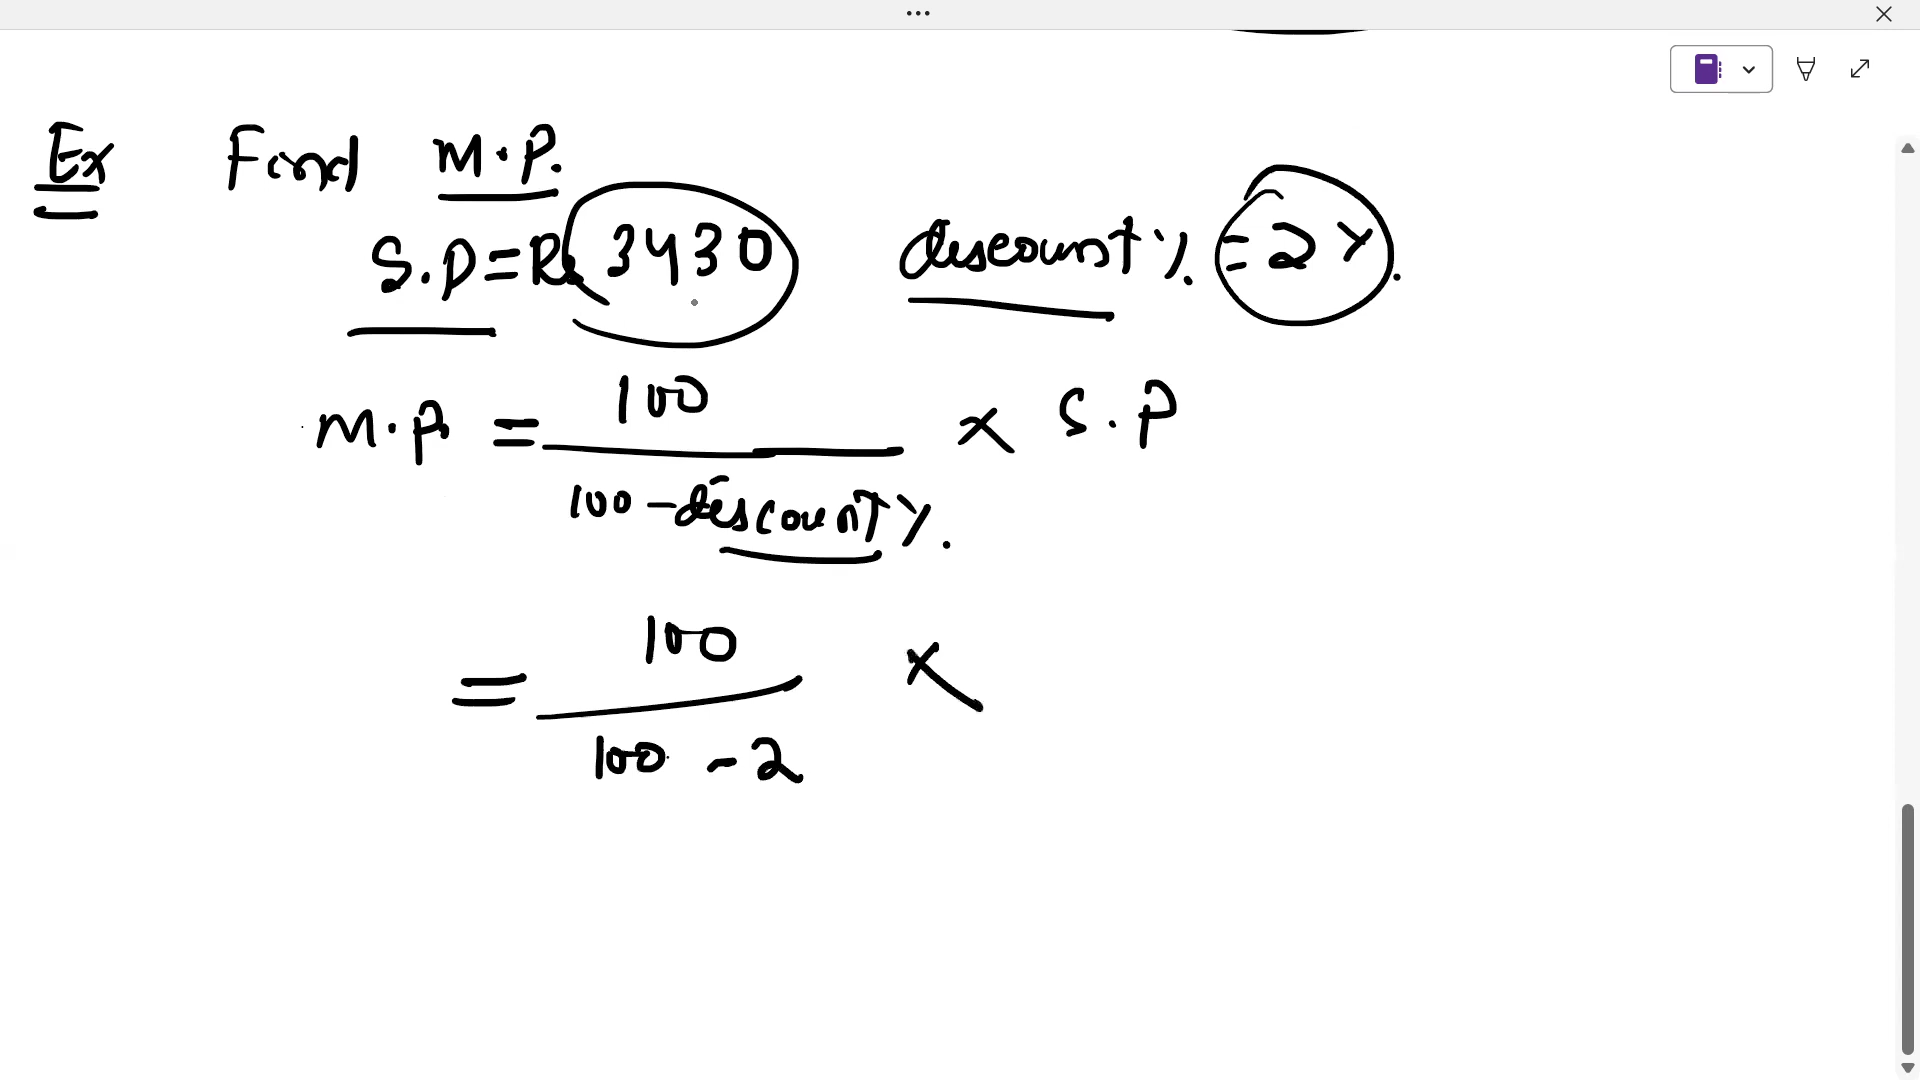 Ex Find M.P.
S.P = Rs 3430 discount % = 2%.
M.P. = 100 / 100 - discount % × S.P
= 100 / 100 - 2 ×